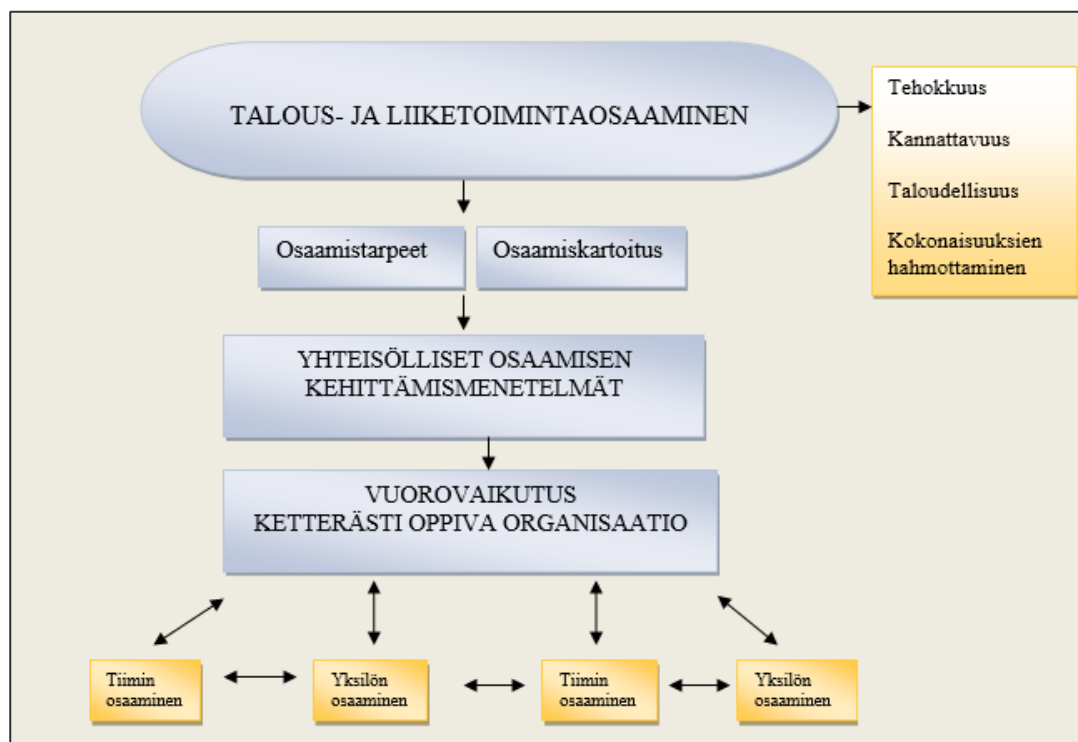 TALOUS- JA LIIKETOIMINTAOSAAMINEN
Tehokkuus
Kannattavuus
Taloudellisuus
Kokonaisuuksien
hahmottaminen
Osaamistarpeet
Osaamiskartoitus
YHTEISÖLLISET OSAAMISEN
KEHITTÄMISMENETELMÄT
VUOROVAIKUTUS
KETTERÄSTI OPPIVA ORGANISAATIO
Tiimin
osaaminen
Yksilön
osaaminen
Tiimin
osaaminen
Yksilön
osaaminen